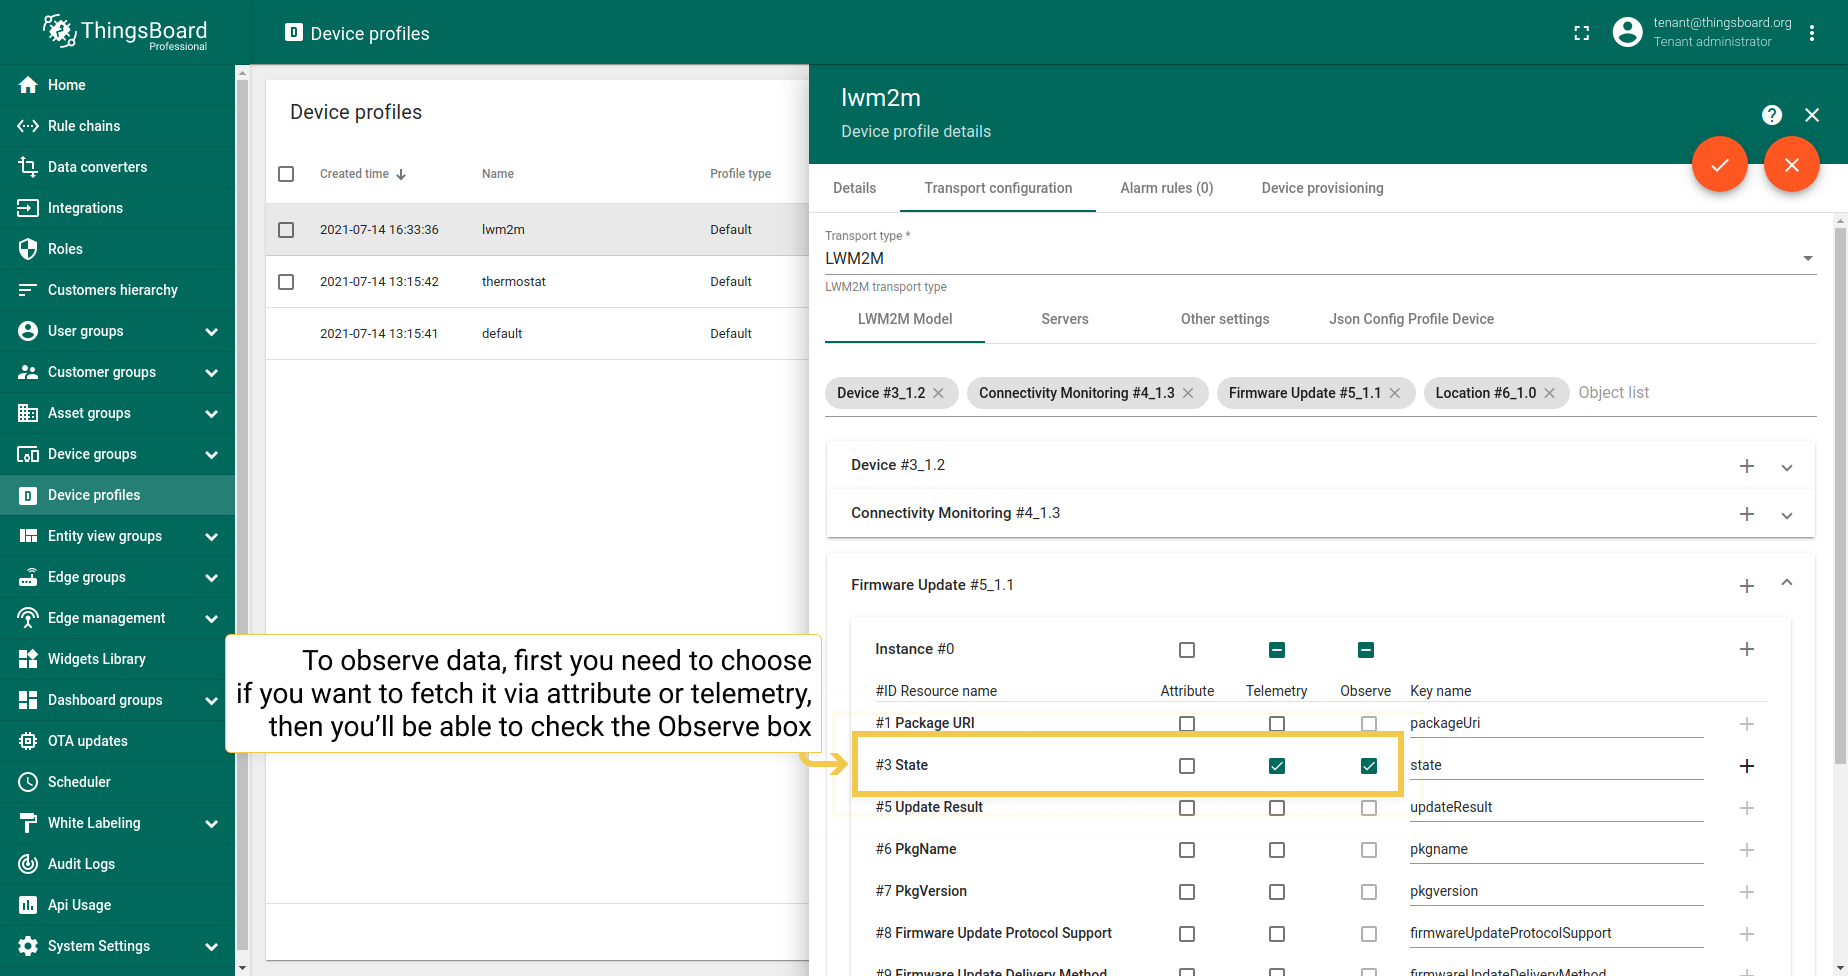 ThingsBoard
Professional
Device profiles
tenant@thingsboard.org
Tenant administrator
Home
Rule chains
Data converters
Integrations
Roles
Customers hierarchy
User groups
Customer groups
Asset groups
Device groups
Device profiles
Entity view groups
Edge groups
Edge management
Widgets Library
Dashboard groups
OTA updates
Scheduler
White Labeling
Audit Logs
Api Usage
System Settings
Device profiles
Created time Name Profile type
2021-07-14 16:33:36 lwm2m Default
2021-07-14 13:15:42 thermostat Default
2021-07-14 13:15:41 default Default
To observe data, first you need to choose
if you want to fetch it via attribute or telemetry,
then you’ll be able to check the Observe box
lwm2m
Device profile details
Details Transport configuration Alarm rules (0) Device provisioning
Transport type *
LWM2M
LWM2M transport type
LWM2M Model Servers Other settings Json Config Profile Device
Device #3_1.2 Connectivity Monitoring #4_1.3 Firmware Update #5_1.1 Location #6_1.0 Object list
Device #3_1.2
Connectivity Monitoring #4_1.3
Firmware Update #5_1.1
Instance #0
#ID Resource name Attribute Telemetry Observe Key name
#1 Package URI packageUri
#3 State state
#5 Update Result updateResult
#6 PkgName pkgname
#7 PkgVersion pkgversion
#8 Firmware Update Protocol Support firmwareUpdateProtocolSupport
#9 Firmware Update Delivery Method firmwareUpdateDeliveryMethod